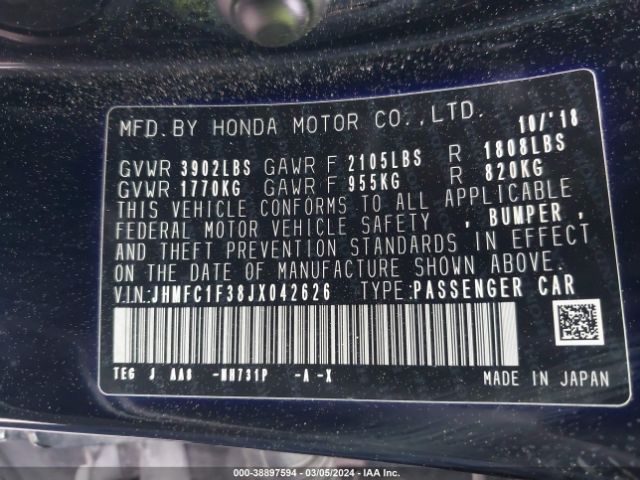 MFD.BY HONDA MOTOR CO.,LTD. 10/'18
GVWR 3902LBS GAWR F 2105LBS R 1808LBS
GVWR 1770KG GAWR F 955KG R 820KG
THIS VEHICLE CONFORMS TO ALL APPLICABLE
FEDERAL MOTOR VEHICLE SAFETY , BUMPER ,
AND THEFT PREVENTION STANDARDS IN EFFECT
ON THE DATE OF MANUFACTURE SHOWN ABOVE.
V.I.N:JHMFC1F38JX042626 TYPE:PASSENGER CAR
TEG J AA8 -NH731P -A -X MADE IN JAPAN
000-38897594 — 03/05/2024 — IAA Inc.